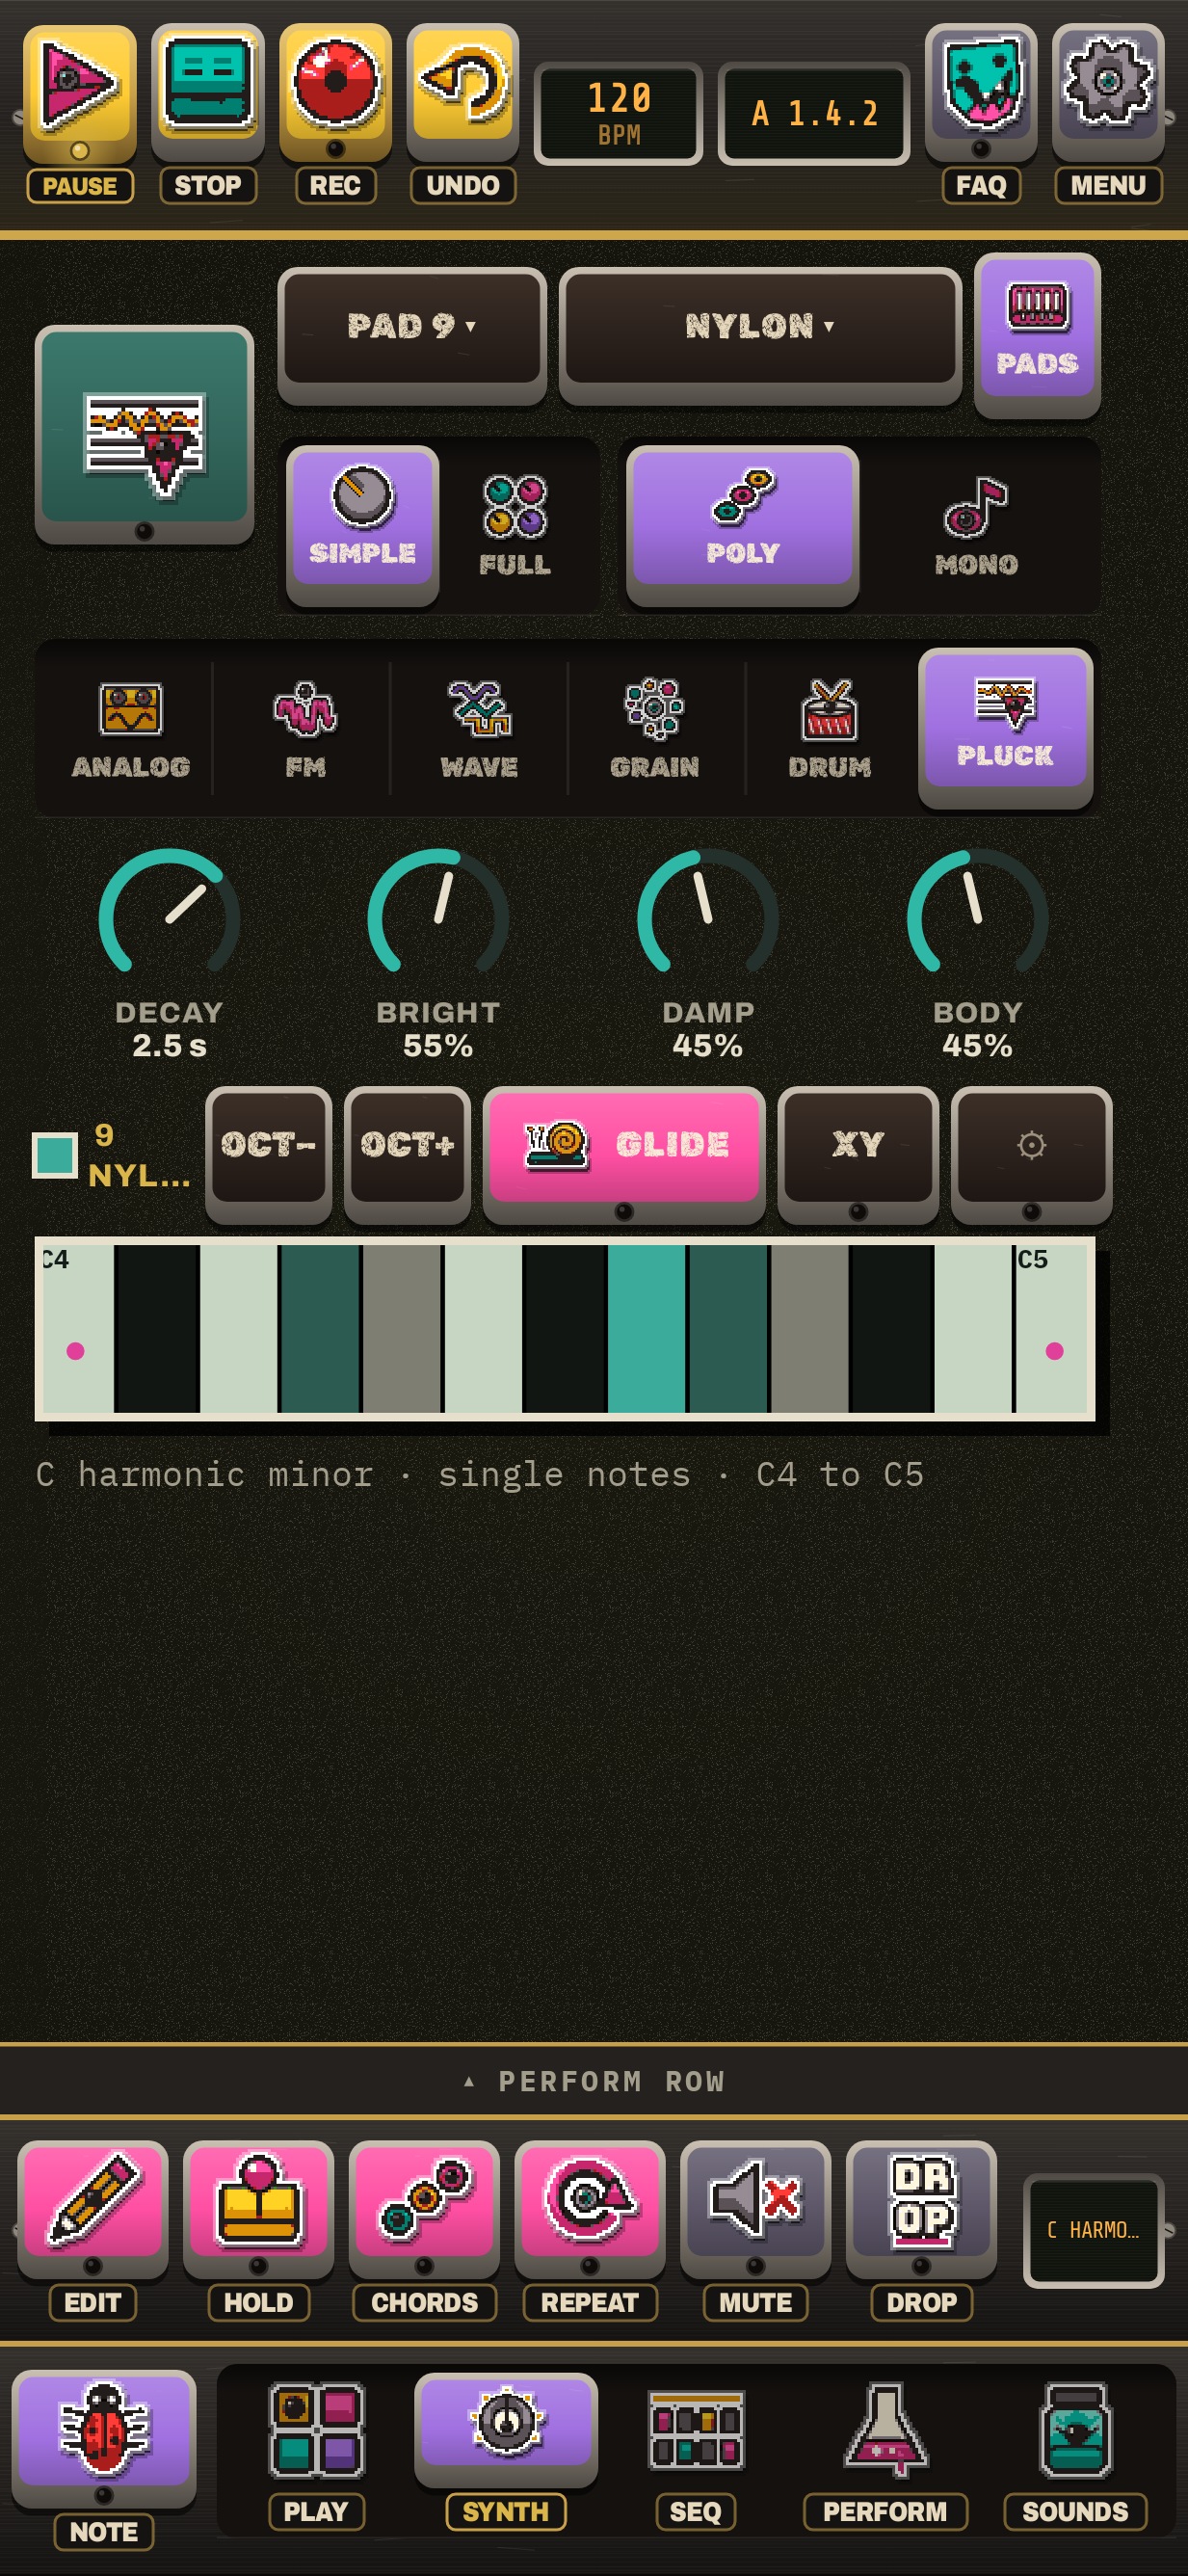 120
BPM
A 1.4.2
PAUSE
STOP
REC
UNDO
FAQ
MENU
PAD 9 ▾
NYLON ▾
PADS
SIMPLE
FULL
POLY
MONO
ANALOG
FM
WAVE
GRAIN
DRUM
PLUCK
DECAY
2.5 s
BRIGHT
55%
DAMP
45%
BODY
45%
9
NYL...
OCT-
OCT+
GLIDE
XY
C4
C5
C harmonic minor · single notes · C4 to C5
▴ PERFORM ROW
DR
OP
C HARMO…
EDIT
HOLD
CHORDS
REPEAT
MUTE
DROP
NOTE
PLAY
SYNTH
SEQ
PERFORM
SOUNDS